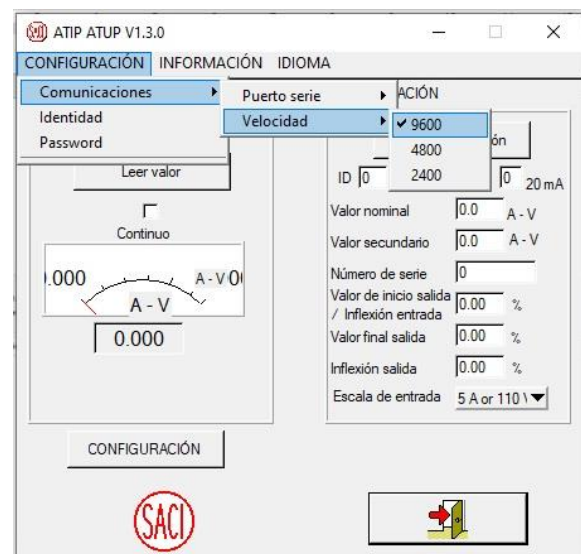 ATIP ATUP V1.3.0
CONFIGURACIÓN INFORMACIÓN IDIOMA
Comunicaciones
Identidad
Password
Puerto serie
Velocidad
9600
4800
2400
ACIÓN
ón
Leer valor
Continuo
0.000 A - V 0
A - V
0.000
CONFIGURACIÓN
SACI
ID 0 0 20 mA
Valor nominal 0.0 A - V
Valor secundario 0.0 A - V
Número de serie 0
Valor de inicio salida
/ Inflexión entrada 0.00 %
Valor final salida 0.00 %
Inflexión salida 0.00 %
Escala de entrada 5 A or 110 \